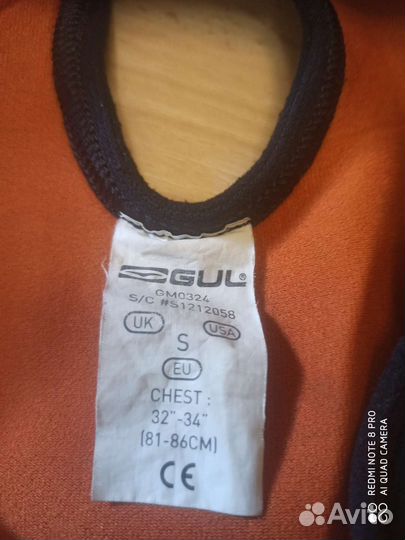 GUL®
GM0324
S/C #S1212058
UK USA
S
EU
CHEST :
32"-34"
(81-86CM)
CE
REDMI NOTE 8 PRO
AI QUAD CAMERA
Avito